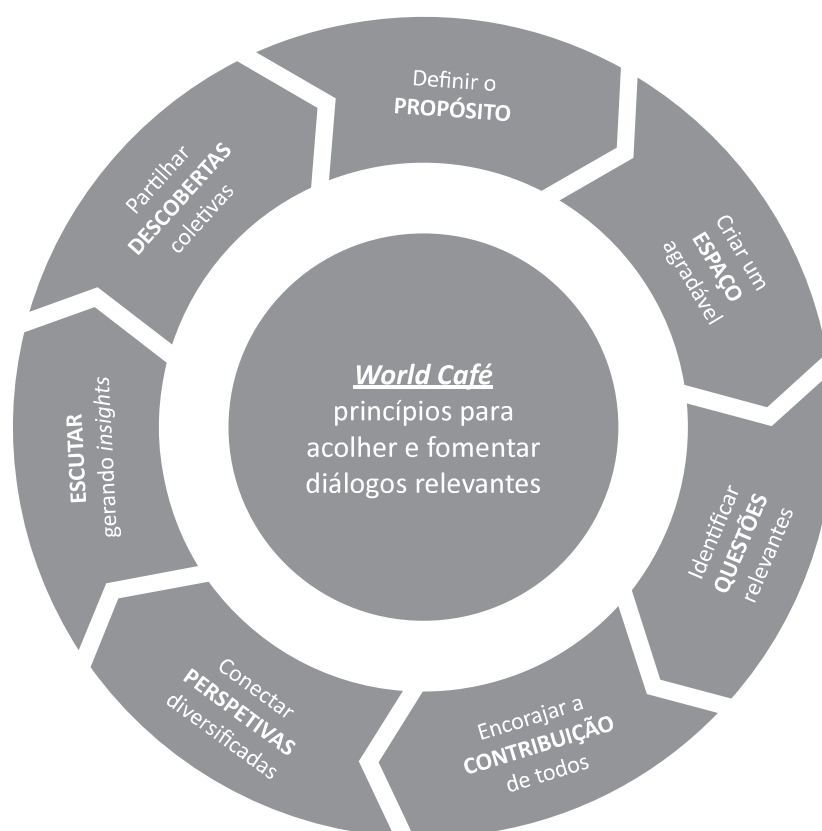 World Café
princípios para
acolher e fomentar
diálogos relevantes
Definir o
PROPÓSITO
Criar um
ESPAÇO
agradável
Identificar
QUESTÕES
relevantes
Encorajar a
CONTRIBUIÇÃO
de todos
Conectar
PERSPETIVAS
diversificadas
ESCUTAR
gerando insights
Partilhar
DESCOBERTAS
coletivas